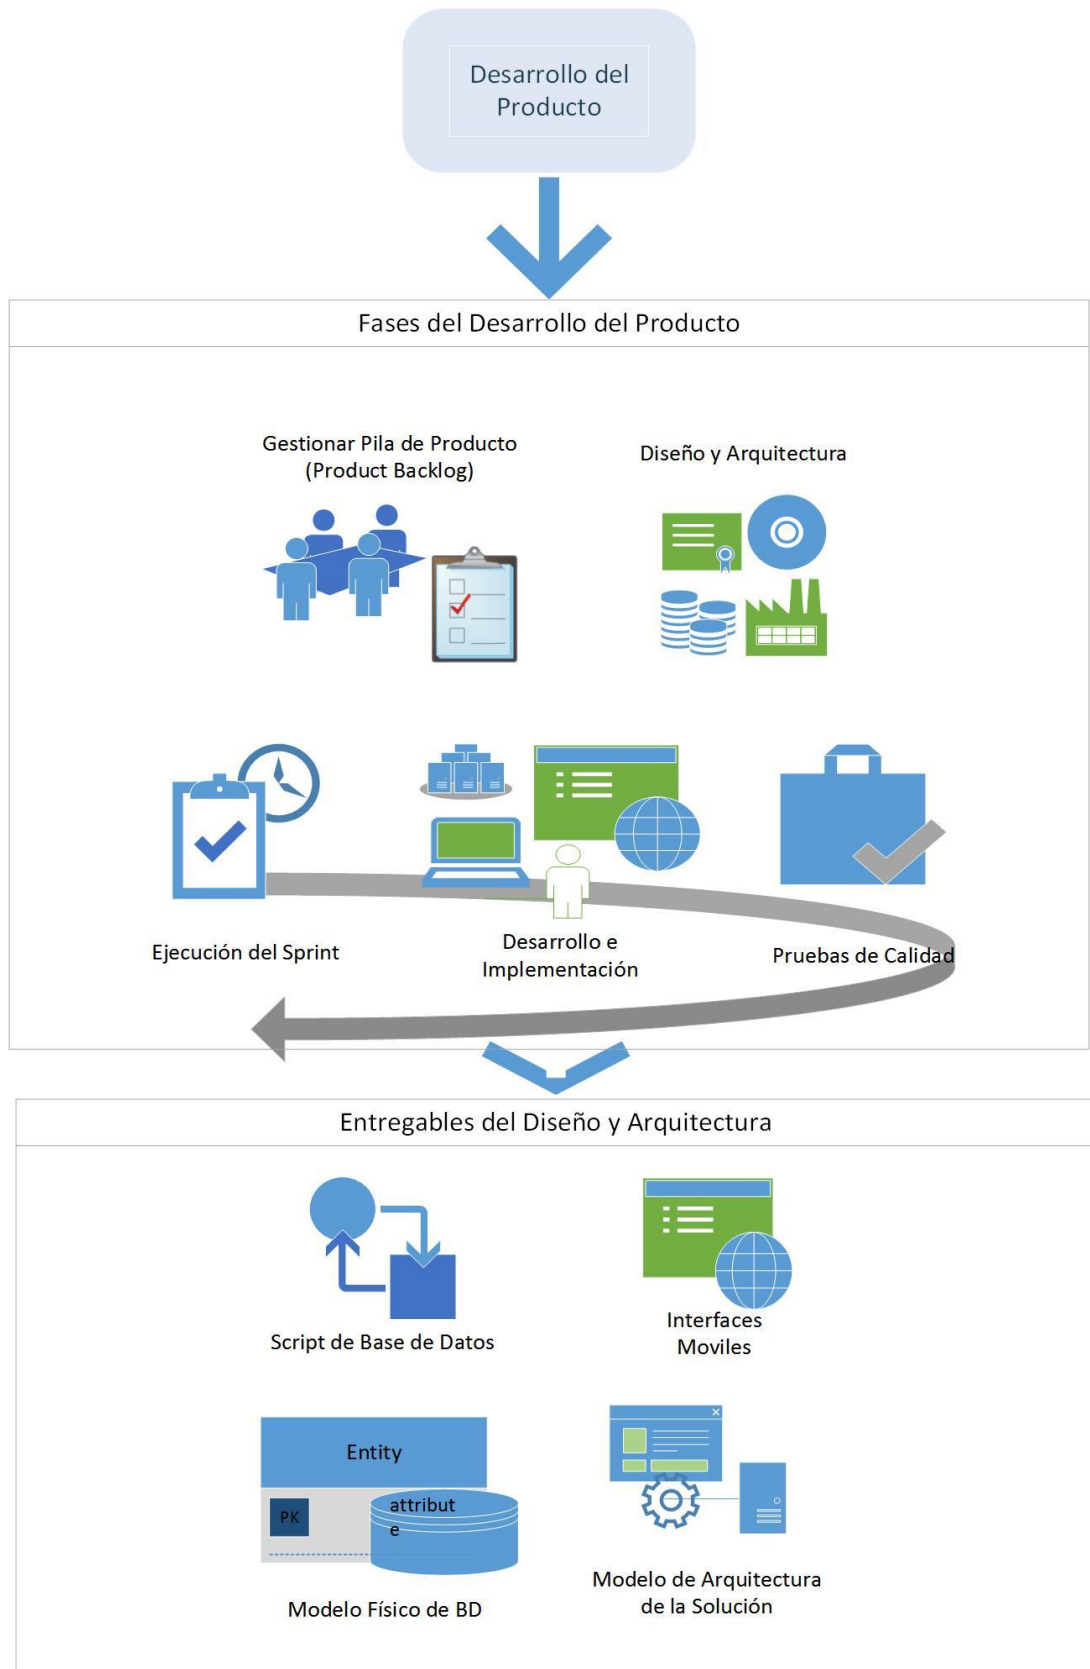 Desarrollo del
Producto
Fases del Desarrollo del Producto
Gestionar Pila de Producto
(Product Backlog)
Diseño y Arquitectura
Ejecución del Sprint
Desarrollo e
Implementación
Pruebas de Calidad
Entregables del Diseño y Arquitectura
Script de Base de Datos
Interfaces
Moviles
Entity
PK
attribut
e
Modelo Físico de BD
Modelo de Arquitectura
de la Solución